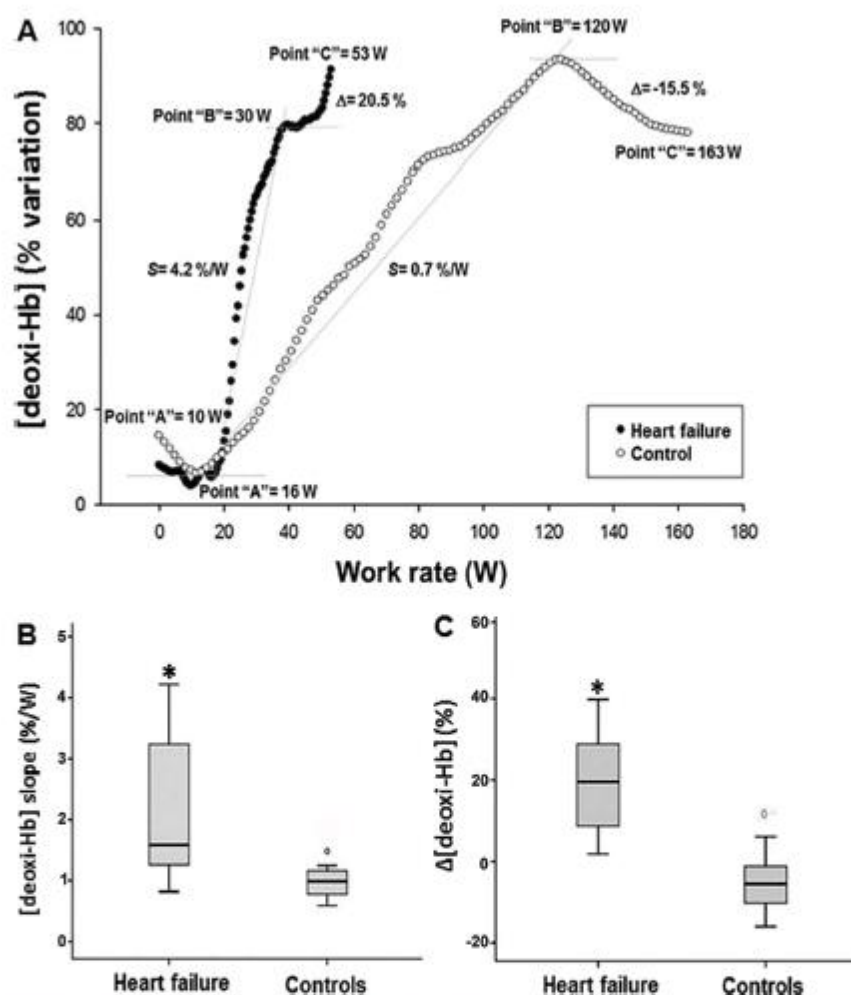 A
[deoxi-Hb] (% variation)
100
80
60
40
20
0
Point “C”= 53 W
Point “B”= 30 W
Δ= 20.5 %
S= 4.2 %/W
Point “A”= 10 W
Point “A”= 16 W
Point “B”= 120 W
Δ= -15.5 %
Point “C”= 163 W
S= 0.7 %/W
Heart failure
Control
0 20 40 60 80 100 120 140 160 180
Work rate (W)
B
[deoxi-Hb] slope (%/W)
5
4
3
2
1
0
*
Heart failure Controls
C
Δ[deoxi-Hb] (%)
60
40
20
0
-20
*
Heart failure Controls